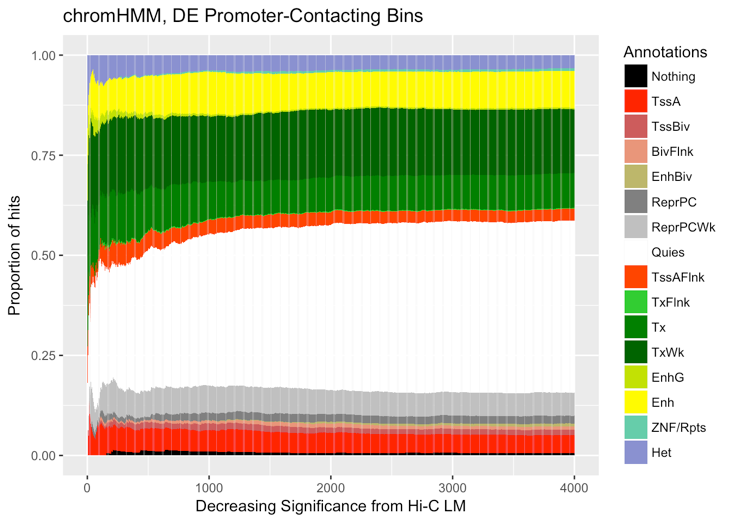 chromHMM, DE Promoter-Contacting Bins
1.00
0.75
0.50
0.25
0.00
Proportion of hits
0
1000
2000
3000
4000
Decreasing Significance from Hi-C LM
Annotations
Nothing
TssA
TssBiv
BivFlnk
EnhBiv
ReprPC
ReprPCWk
Quies
TssAFlnk
TxFlnk
Tx
TxWk
EnhG
Enh
ZNF/Rpts
Het